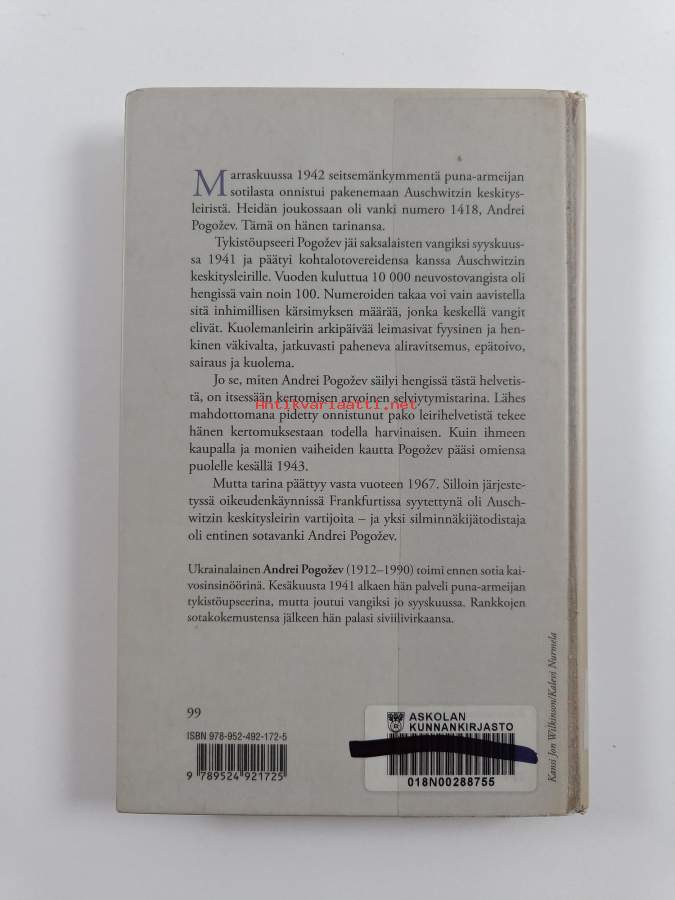 Marraskuussa 1942 seitsemänkymmentä puna-armeijan
sotilasta onnistui pakenemaan Auschwitzin keskitys-
leiristä. Heidän joukossaan oli vanki numero 1418, Andrei
Pogožev. Tämä on hänen tarinansa.
Tykistöupseeri Pogožev jäi saksalaisten vangiksi syyskuus-
sa 1941 ja päätyi kohtalotovereidensa kanssa Auschwitzin
keskitysleirille. Vuoden kuluttua 10 000 neuvostovangista oli
hengissä vain noin 100. Numeroiden takaa voi vain aavistella
sitä inhimillisen kärsimyksen määrää, jonka keskellä vangit
elivät. Kuolemanleirin arkipäivää leimasivat fyysinen ja hen-
kinen väkivalta, jatkuvasti paheneva aliravitsemus, epätoivo,
sairaus ja kuolema.
Jo se, miten Andrei Pogožev säilyi hengissä tästä helvetis-
tä, on itsessään kertomisen arvoinen selviytymistarina. Lähes
Antikvariaatti.net
mahdottomana pidetty onnistunut pako leirihelvetistä tekee
hänen kertomuksestaan todella harvinaisen. Kuin ihmeen
kaupalla ja monien vaiheiden kautta Pogožev pääsi omiensa
puolelle kesällä 1943.
Mutta tarina päättyy vasta vuoteen 1967. Silloin järjeste-
tyssä oikeudenkäynnissä Frankfurtissa syytettynä oli Ausch-
witzin keskitysleirin vartijoita – ja yksi silminnäkijätodistaja
oli entinen sotavanki Andrei Pogožev.
Ukrainalainen Andrei Pogožev (1912–1990) toimi ennen sotia kai-
vosinsinöörinä. Kesäkuusta 1941 alkaen hän palveli puna-armeijan
tykistöupseerina, mutta joutui vangiksi jo syyskuussa. Rankkojen
sotakokemustensa jälkeen hän palasi siviilivirkaansa.
Kansi Jon Wilkinson/Kalervi Nurmela
99
ISBN 978-952-492-172-5
9 789524 921725
ASKOLAN
KUNNANKIRJASTO
018N00288755